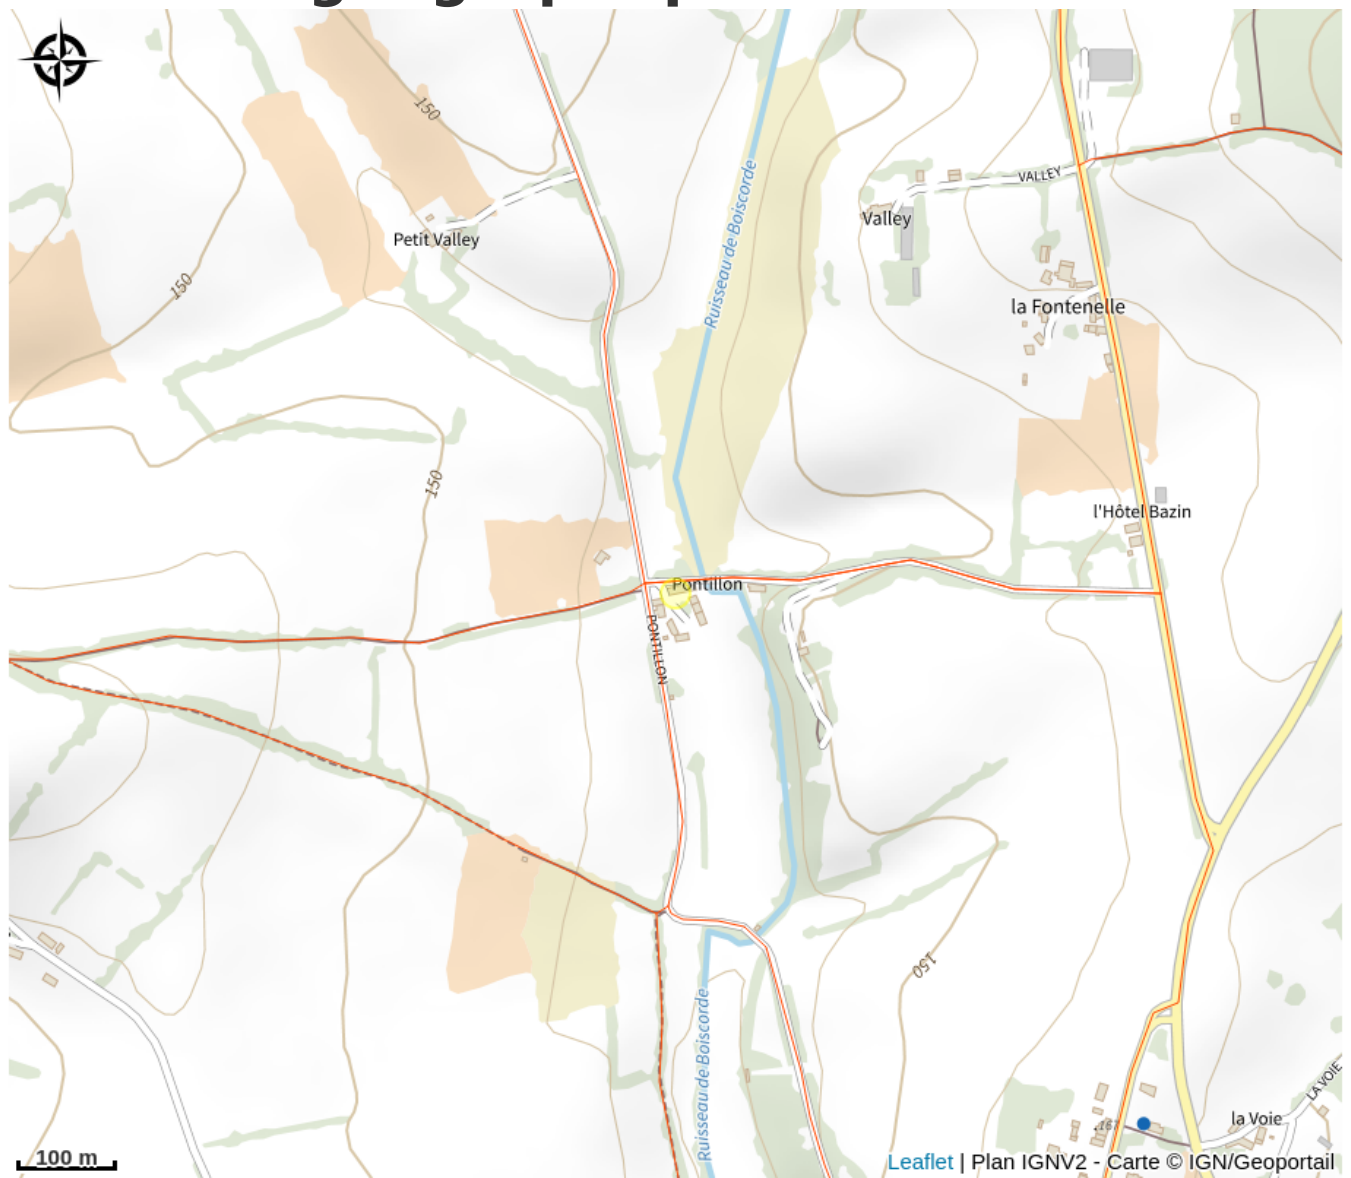 150
VALLEY
Ruisseau de Boiscorde
Valley
Petit Valley
150
la Fontenelle
150
l'Hôtel Bazin
Pontillon
PONTILLON
150
Ruisseau de Boiscorde
LA VOIE
la Voie
167
100 m
Leaflet | Plan IGNV2 - Carte © IGN/Geoportail